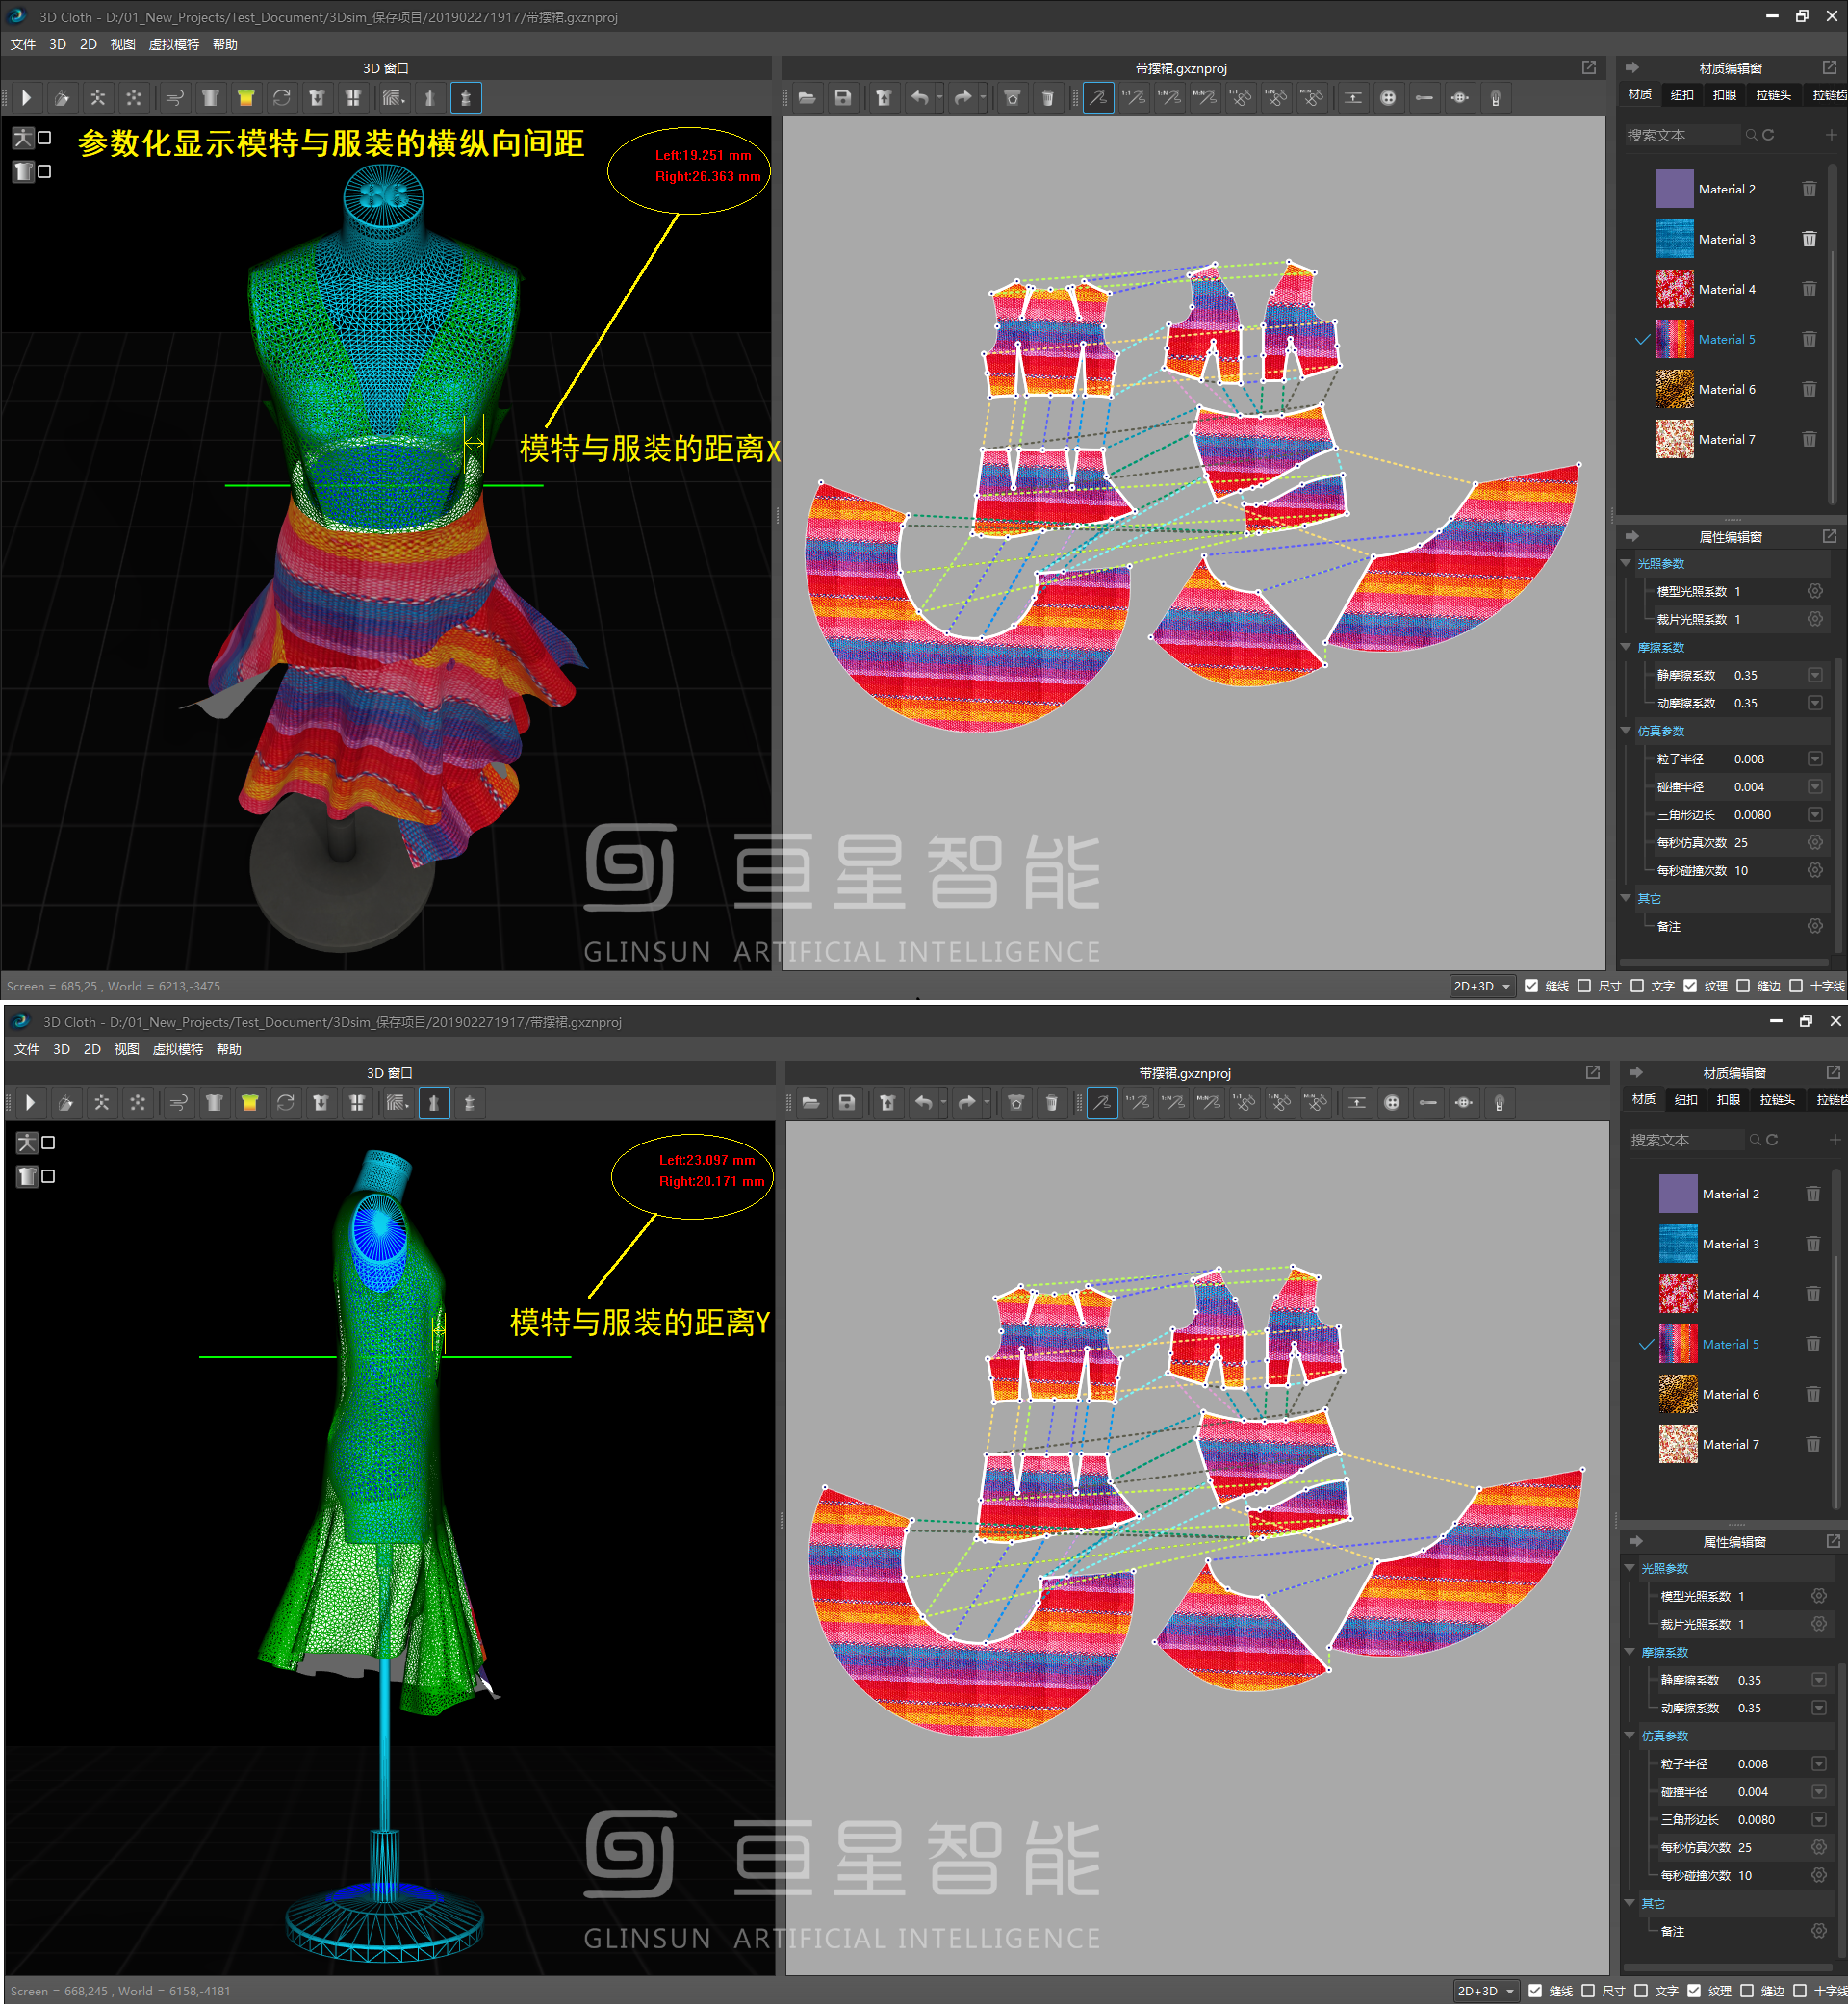 3D Cloth - D:/01_New_Projects/Test_Document/3Dsim_保存项目/201902271917/带摆裙.gxznproj
文件 3D 2D 视图 虚拟模特 帮助
3D 窗口
带摆裙.gxznproj
材质编辑窗
材质 纽扣 扣眼 拉链头 拉链齿
搜索文本
参数化显示模特与服装的横纵向间距
Left:19.251 mm
Right:26.363 mm
模特与服装的距离X
86
Material 2
Material 3
Material 4
Material 5
Material 6
Material 7
属性编辑窗
光照参数
模型光照系数 1
裁片光照系数 1
摩擦系数
静摩擦系数 0.35
动摩擦系数 0.35
仿真参数
粒子半径 0.008
碰撞半径 0.004
三角形边长 0.0080
每秒仿真次数 25
每秒碰撞次数 10
其它
备注
亘星智能
GLINSUN ARTIFICIAL INTELLIGENCE
Screen = 685,25 , World = 6213,-3475
2D+3D 缝线 尺寸 文字 纹理 缝边 十字线
3D Cloth - D:/01_New_Projects/Test_Document/3Dsim_保存项目/201902271917/带摆裙.gxznproj
文件 3D 2D 视图 虚拟模特 帮助
3D 窗口
带摆裙.gxznproj
材质编辑窗
材质 纽扣 扣眼 拉链头 拉链齿
搜索文本
Left:23.097 mm
Right:20.171 mm
模特与服装的距离Y
Material 2
Material 3
Material 4
Material 5
Material 6
Material 7
属性编辑窗
光照参数
模型光照系数 1
裁片光照系数 1
摩擦系数
静摩擦系数 0.35
动摩擦系数 0.35
仿真参数
粒子半径 0.008
碰撞半径 0.004
三角形边长 0.0080
每秒仿真次数 25
每秒碰撞次数 10
其它
备注
亘星智能
GLINSUN ARTIFICIAL INTELLIGENCE
Screen = 668,245 , World = 6158,-4181
2D+3D 缝线 尺寸 文字 纹理 缝边 十字线